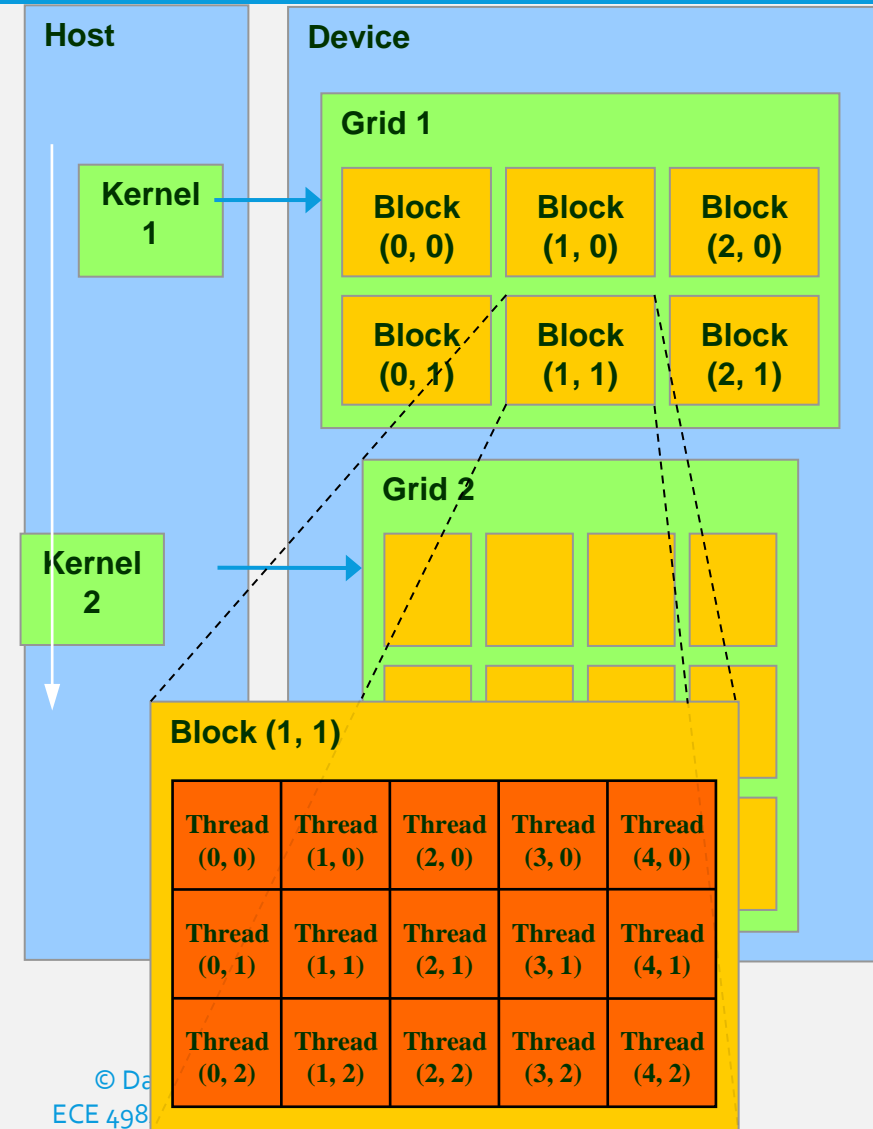 Host
Device
Grid 1
Kernel
1
Block
(0, 0)
Block
(1, 0)
Block
(2, 0)
Block
(0, 1)
Block
(1, 1)
Block
(2, 1)
Grid 2
Kernel
2
Block (1, 1)
Thread
(0, 0)
Thread
(1, 0)
Thread
(2, 0)
Thread
(3, 0)
Thread
(4, 0)
Thread
(0, 1)
Thread
(1, 1)
Thread
(2, 1)
Thread
(3, 1)
Thread
(4, 1)
Thread
(0, 2)
Thread
(1, 2)
Thread
(2, 2)
Thread
(3, 2)
Thread
(4, 2)
© Da
ECE 498